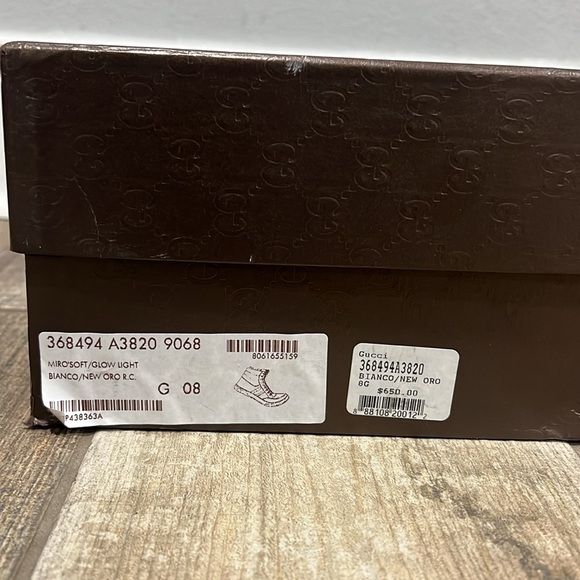 368494 A3820 9068
8061655159
MIRO'SOFT/GLOW LIGHT
BIANCO/NEW ORO R.C.
G 08
P438363A
Gucci
368494A3820
BIANCO/NEW ORO
8G
$650.00
8 88108 20012 2